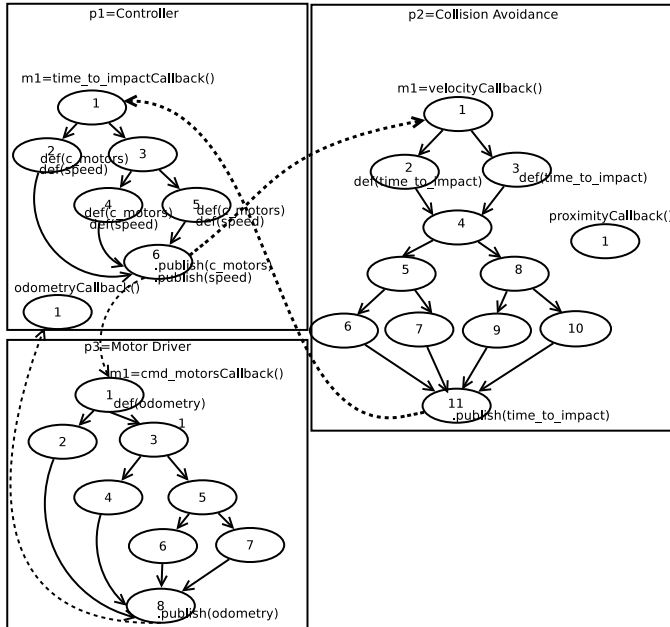 p1=Controller
m1=time_to_impactCallback()
1
2
3
def(c_motors)
def(speed)
4
def(c_motors)
def(speed)
5
def(c_motors)
def(speed)
6
.publish(c_motors)
.publish(speed)
odometryCallback()
1
p2=Collision Avoidance
m1=velocityCallback()
1
2
def(time_to_impact)
3
def(time_to_impact)
4
proximityCallback()
1
5
8
6
7
9
10
11
.publish(time_to_impact)
p3=Motor Driver
m1=cmd_motorsCallback()
1
def(odometry)
2
3
1
4
5
6
7
8
.publish(odometry)